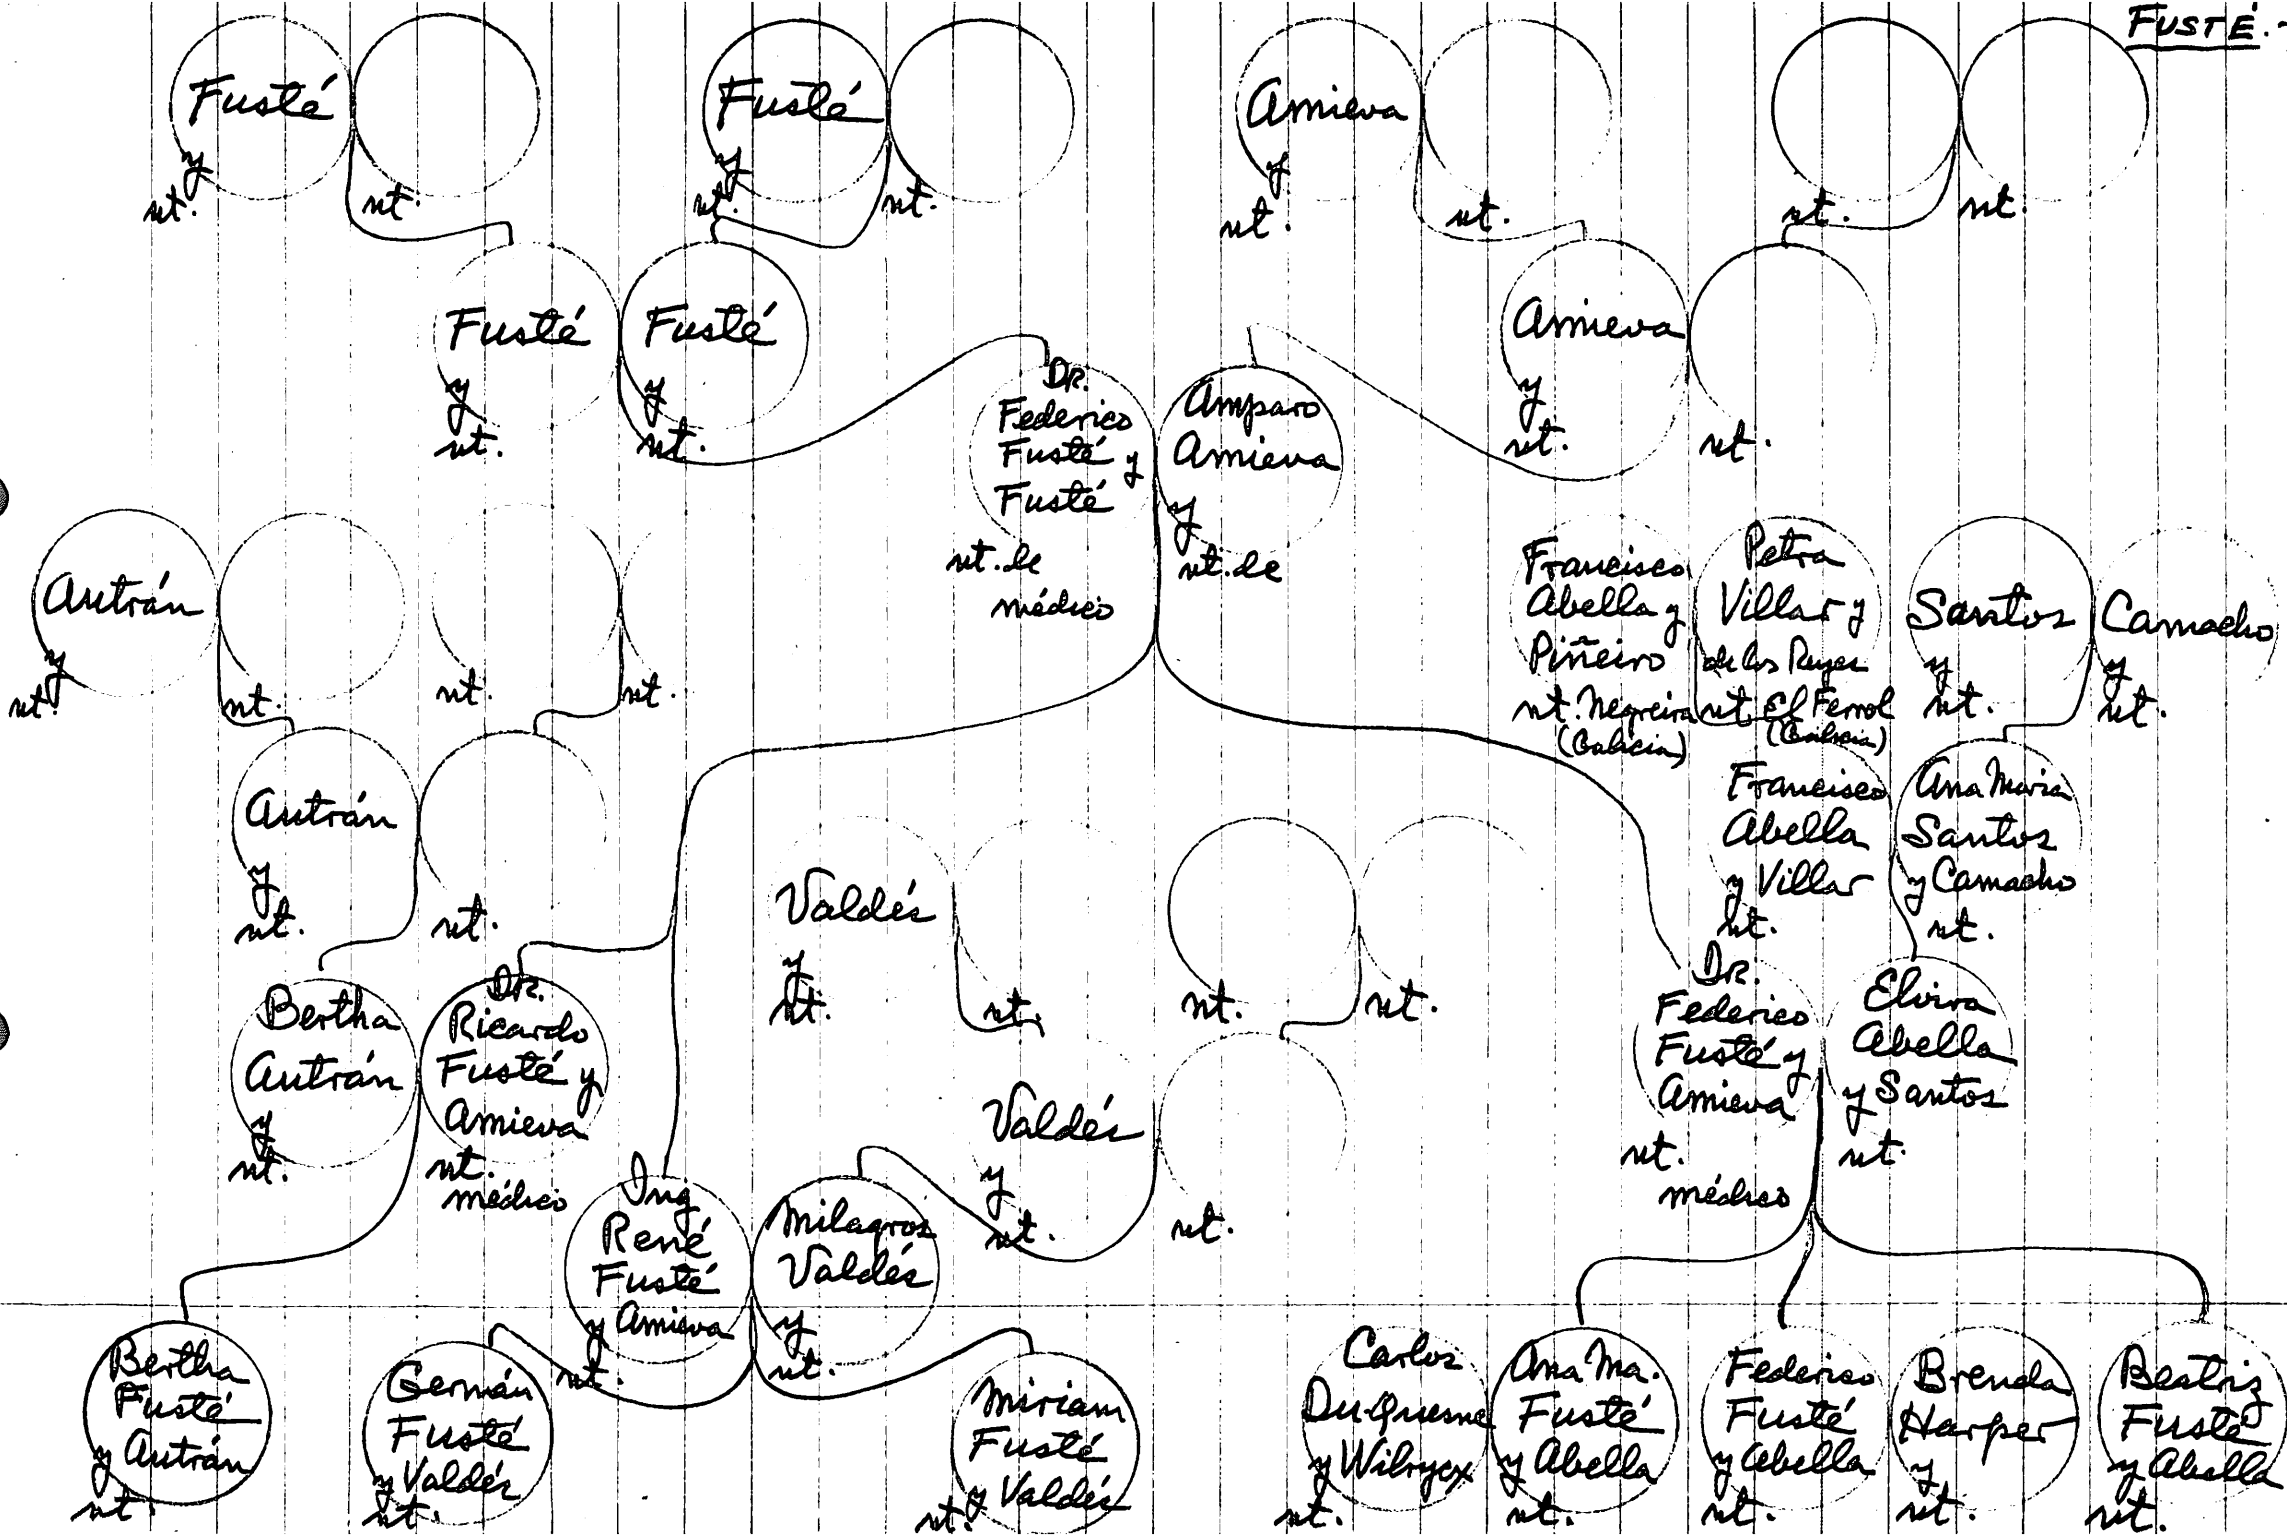 FUSTÉ.-
Fusté
y
nt.
nt.
Fusté
y
nt.
nt.
Amieva
y
nt.
nt.
nt.
nt.
Fusté
y
nt.
Fusté
y
nt.
Amieva
y
nt.
nt.
Dr.
Federico
Fusté y
Fusté
nt. de
médico
Amparo
Amieva
y
nt. de
Autrán
y
nt.
nt.
nt.
nt.
Francisco
Abella y
Piñeiro
nt. Negreira
(Galicia)
Petra
Villar y
de los Reyes
nt. El Ferrol
(Galicia)
Santos
y
nt.
Camacho
y
nt.
Autrán
y
nt.
nt.
Francisco
Abella
y Villar
nt.
Ana Maria
Santos
y Camacho
nt.
Valdés
y
nt.
nt.
nt.
nt.
Bertha
Autrán
y
nt.
Dr.
Ricardo
Fusté y
Amieva
nt.
médico
Valdés
y
nt.
nt.
Dr.
Federico
Fusté y
Amieva
nt.
médico
Elvira
Abella
y Santos
nt.
Ing
René
Fusté
y Amieva
nt.
Milagros
Valdés
y
nt.
Bertha
Fusté
y Autrán
nt.
Germán
Fusté
y Valdés
nt.
Miriam
Fusté
y Valdés
nt.
Carlos
Du-Quesne
y Wilrycx
nt.
Ana Ma.
Fusté
y Abella
nt.
Federico
Fusté
y Abella
nt.
Brenda
Harper
y
nt.
Beatriz
Fusté
y Abella
nt.